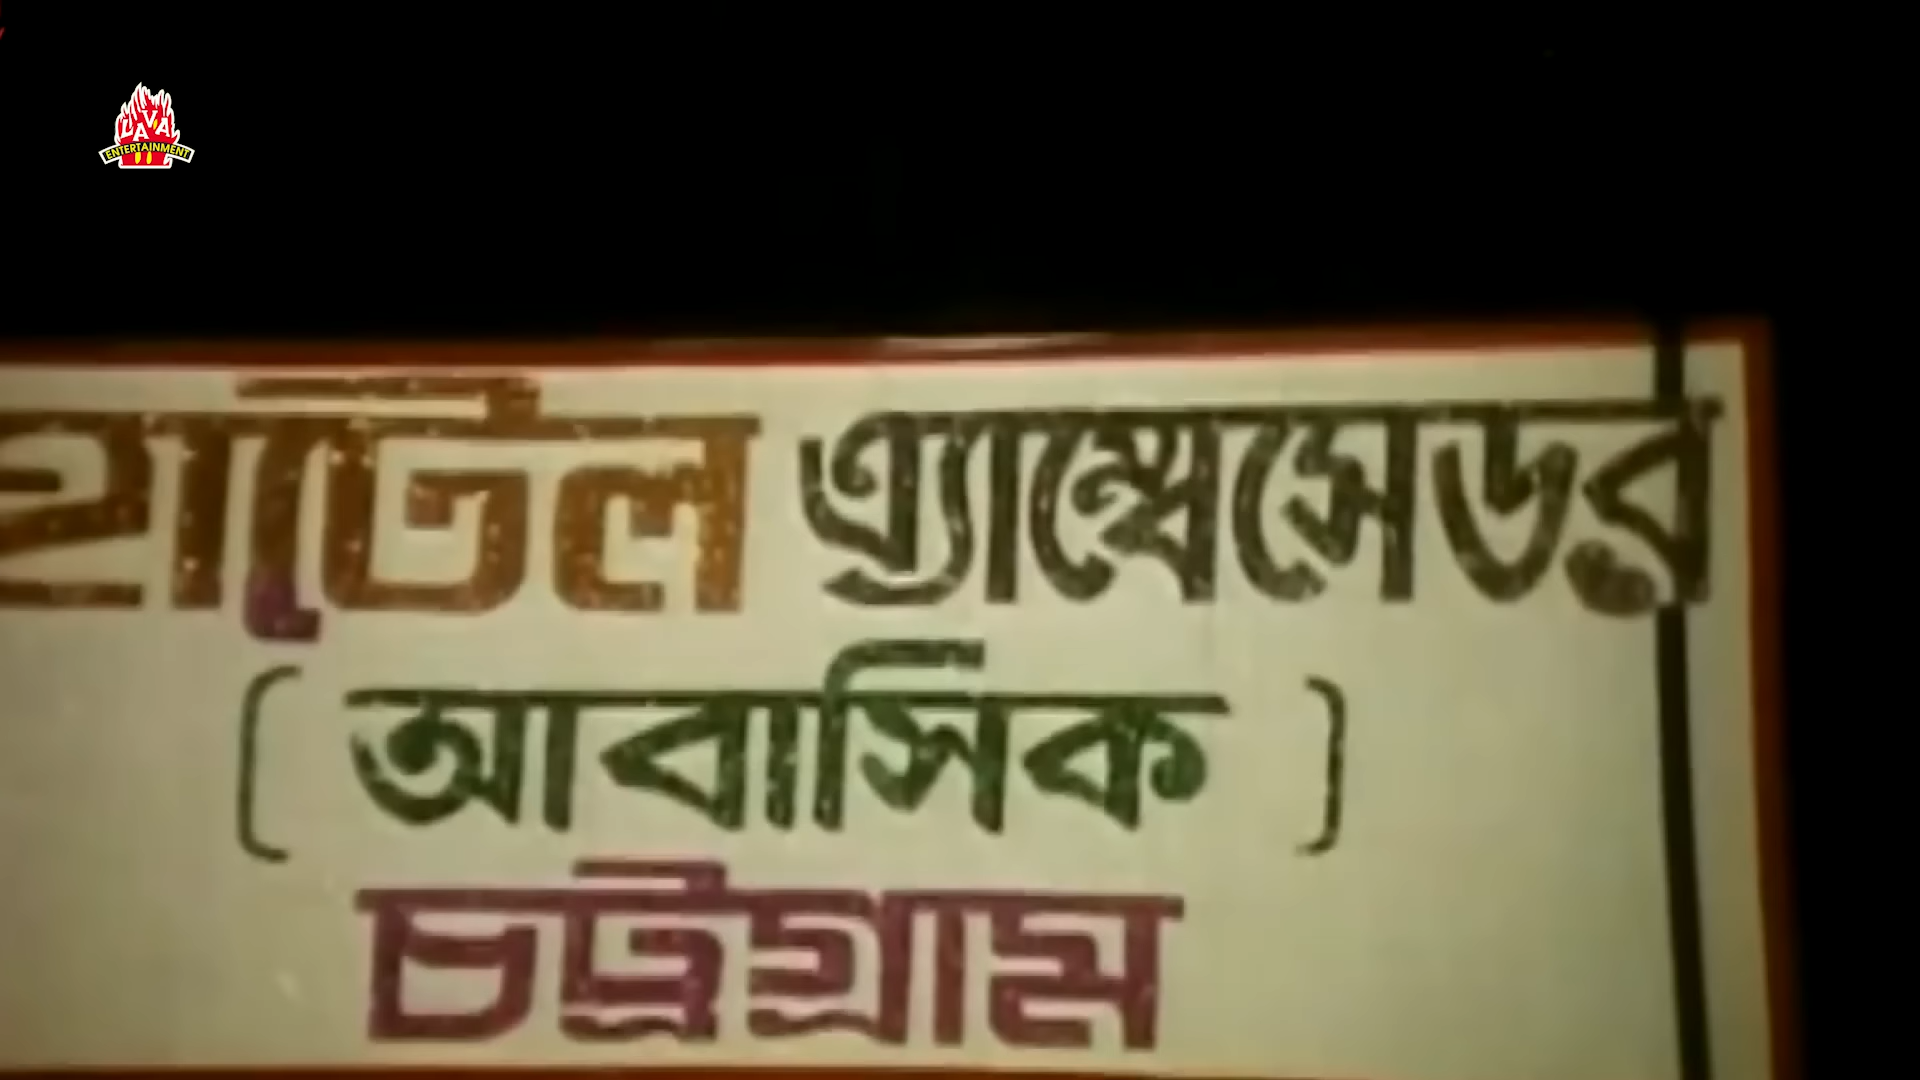 LAVA
ENTERTAINMENT
হোটেল এ্যাম্বেসেডর
( আবাসিক )
চট্টগ্রাম